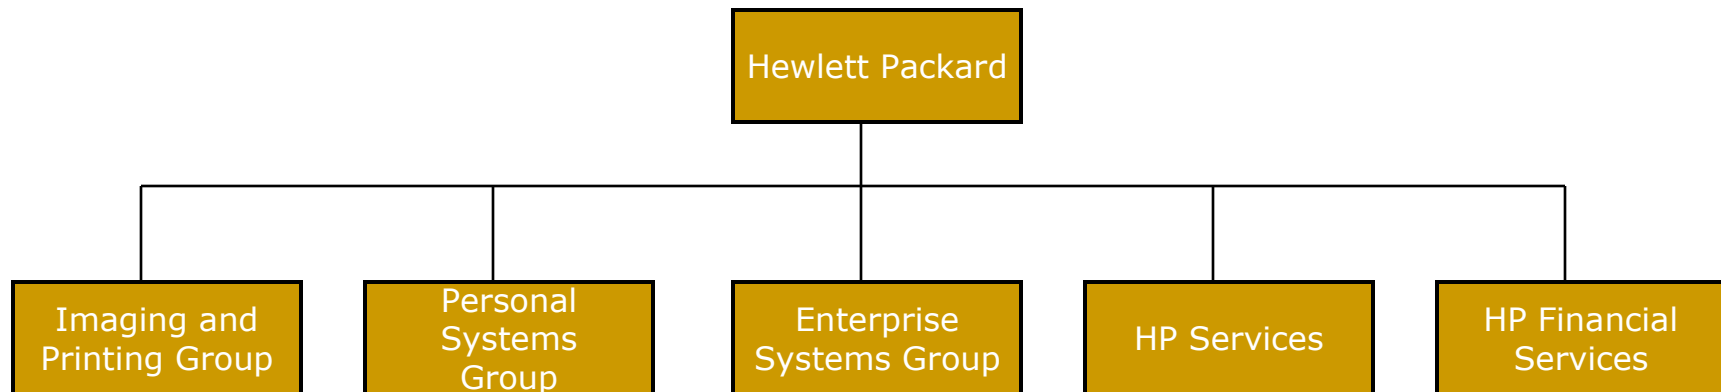 Hewlett Packard
Imaging and
Printing Group
Personal
Systems
Group
Enterprise
Systems Group
HP Services
HP Financial
Services